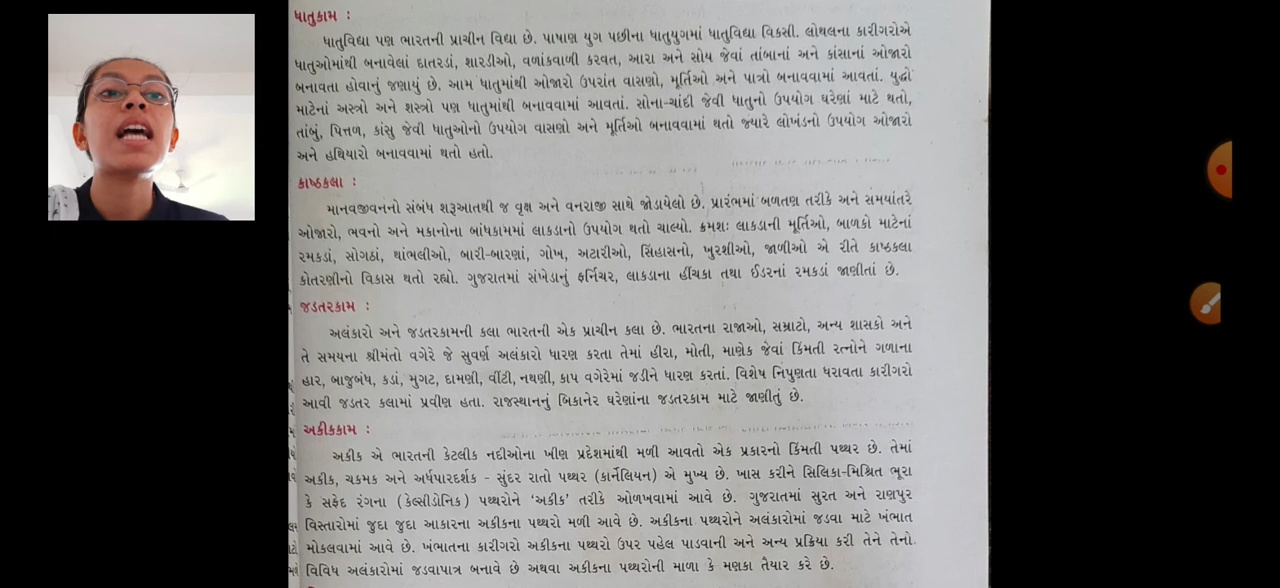 ધાતુકામ :
ધાતુવિદ્યા પણ ભારતની પ્રાચીન વિદ્યા છે. પાષાણ યુગ પછીના ધાતુયુગમાં ધાતુવિદ્યા વિકસી. લોથલના કારીગરોએ
ધાતુઓમાંથી બનાવેલાં દાતરડાં, શારડીઓ, વળાંકવાળી કરવત, આરા અને સોય જેવાં તાંબાનાં અને કાંસાનાં ઓજારો
બનાવતા હોવાનું જણાયું છે. આમ ધાતુમાંથી ઓજારો ઉપરાંત વાસણો, મૂર્તિઓ અને પાત્રો બનાવવામાં આવતાં. યુદ્ધો
માટેનાં અસ્ત્રો અને શસ્ત્રો પણ ધાતુમાંથી બનાવવામાં આવતાં. સોના-ચાંદી જેવી ધાતુનો ઉપયોગ ઘરેણાં માટે થતો,
તાંબું, પિત્તળ, કાંસુ જેવી ધાતુઓનો ઉપયોગ વાસણો અને મૂર્તિઓ બનાવવામાં થતો જ્યારે લોખંડનો ઉપયોગ ઓજારો
અને હથિયારો બનાવવામાં થતો હતો.
કાષ્ઠકલા :
માનવજીવનનો સંબંધ શરૂઆતથી જ વૃક્ષ અને વનરાજી સાથે જોડાયેલો છે. પ્રારંભમાં બળતણ તરીકે અને સમયાંતરે
ઓજારો, ભવનો અને મકાનોના બાંધકામમાં લાકડાનો ઉપયોગ થતો ચાલ્યો. ક્રમશઃ લાકડાની મૂર્તિઓ, બાળકો માટેનાં
રમકડાં, સોગઠાં, થાંભલીઓ, બારી-બારણાં, ગોખ, અટારીઓ, સિંહાસનો, ખુરશીઓ, જાળીઓ એ રીતે કાષ્ઠકલા
કોતરણીનો વિકાસ થતો રહ્યો. ગુજરાતમાં સંખેડાનું ફર્નિચર, લાકડાના હીંચકા તથા ઈડરનાં રમકડાં જાણીતાં છે.
જડતરકામ :
અલંકારો અને જડતરકામની કલા ભારતની એક પ્રાચીન કલા છે. ભારતના રાજાઓ, સમ્રાટો, અન્ય શાસકો અને
તે સમયના શ્રીમંતો વગેરે જે સુવર્ણ અલંકારો ધારણ કરતા તેમાં હીરા, મોતી, માણેક જેવાં કિંમતી રત્નોને ગળાના
હાર, બાજુબંધ, કડાં, મુગટ, દામણી, વીંટી, નથણી, કાપ વગેરેમાં જડીને ધારણ કરતાં. વિશેષ નિપુણતા ધરાવતા કારીગરો
આવી જડતર કલામાં પ્રવીણ હતા. રાજસ્થાનનું બિકાનેર ઘરેણાંના જડતરકામ માટે જાણીતું છે.
અકીકકામ :
અકીક એ ભારતની કેટલીક નદીઓના ખીણ પ્રદેશમાંથી મળી આવતો એક પ્રકારનો કિંમતી પથ્થર છે. તેમાં
અકીક, ચકમક અને અર્ધપારદર્શક - સુંદર રાતો પથ્થર (કાર્નેલિયન) એ મુખ્ય છે. ખાસ કરીને સિલિકા-મિશ્રિત ભૂરા
કે સફેદ રંગના (કેલ્સીડોનિક) પથ્થરોને ‘અકીક’ તરીકે ઓળખવામાં આવે છે. ગુજરાતમાં સુરત અને રાણપુર
વિસ્તારોમાં જુદા જુદા આકારના અકીકના પથ્થરો મળી આવે છે. અકીકના પથ્થરોને અલંકારોમાં જડવા માટે ખંભાત
મોકલવામાં આવે છે. ખંભાતના કારીગરો અકીકના પથ્થરો ઉપર પહેલ પાડવાની અને અન્ય પ્રક્રિયા કરી તેને તેનો
વિવિધ અલંકારોમાં જડવાપાત્ર બનાવે છે અથવા અકીકના પથ્થરોની માળા કે મણકા તૈયાર કરે છે.